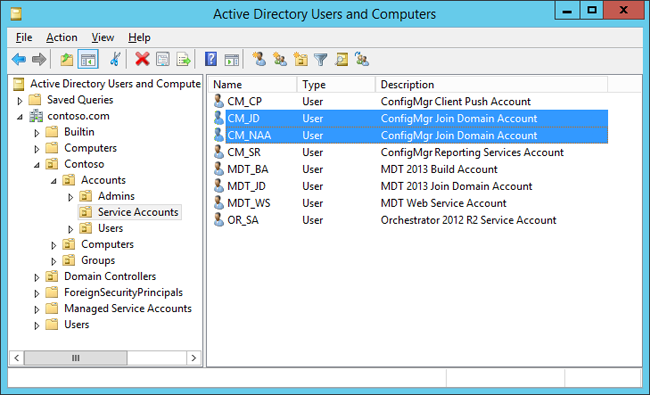 Active Directory Users and Computers
File Action View Help
Active Directory Users and Compute
Saved Queries
contoso.com
Builtin
Computers
Contoso
Accounts
Admins
Service Accounts
Users
Computers
Groups
Domain Controllers
ForeignSecurityPrincipals
Managed Service Accounts
Users
Name Type Description
CM_CP User ConfigMgr Client Push Account
CM_JD User ConfigMgr Join Domain Account
CM_NAA User ConfigMgr Join Domain Account
CM_SR User ConfigMgr Reporting Services Account
MDT_BA User MDT 2013 Build Account
MDT_JD User MDT 2013 Join Domain Account
MDT_WS User MDT Web Service Account
OR_SA User Orchestrator 2012 R2 Service Account